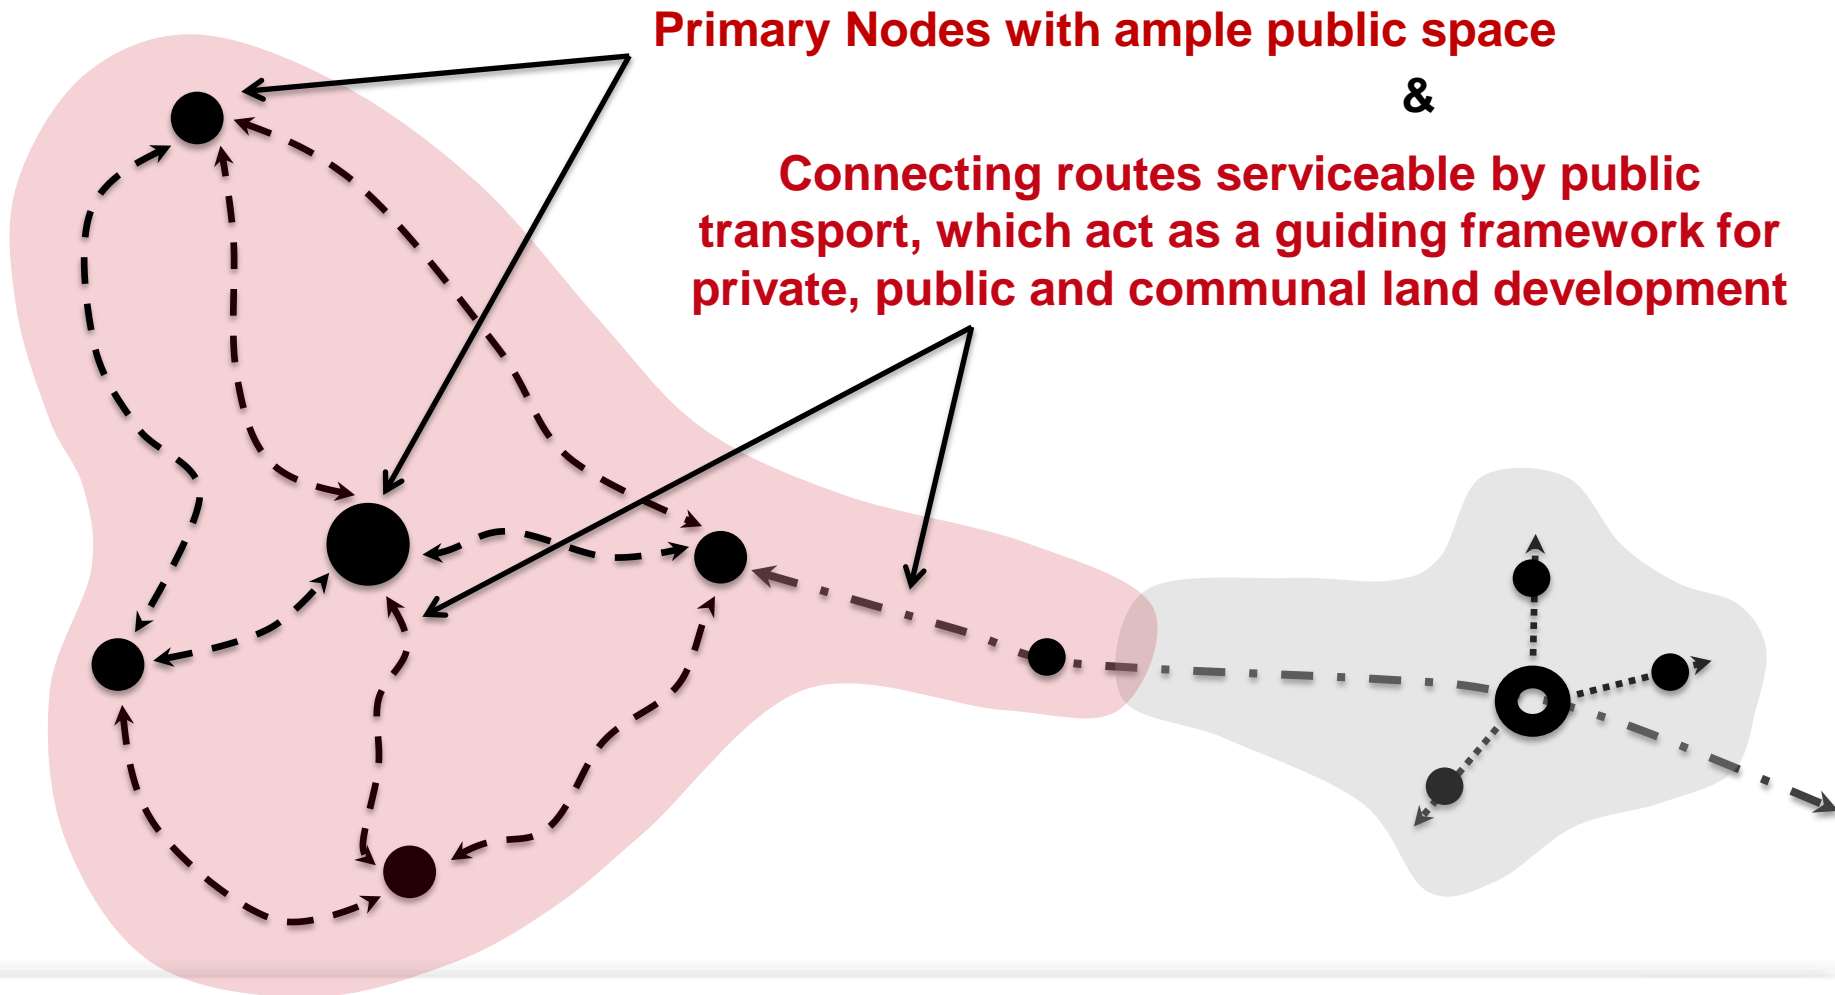 Primary Nodes with ample public space
&
Connecting routes serviceable by public
transport, which act as a guiding framework for
private, public and communal land development